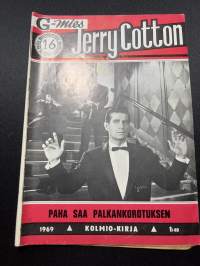 G-mies
16
Jerry Cotton
PAHA SAA PALKANKOROTUKSEN
1969 ▲ KOLMIO-KIRJA ▲